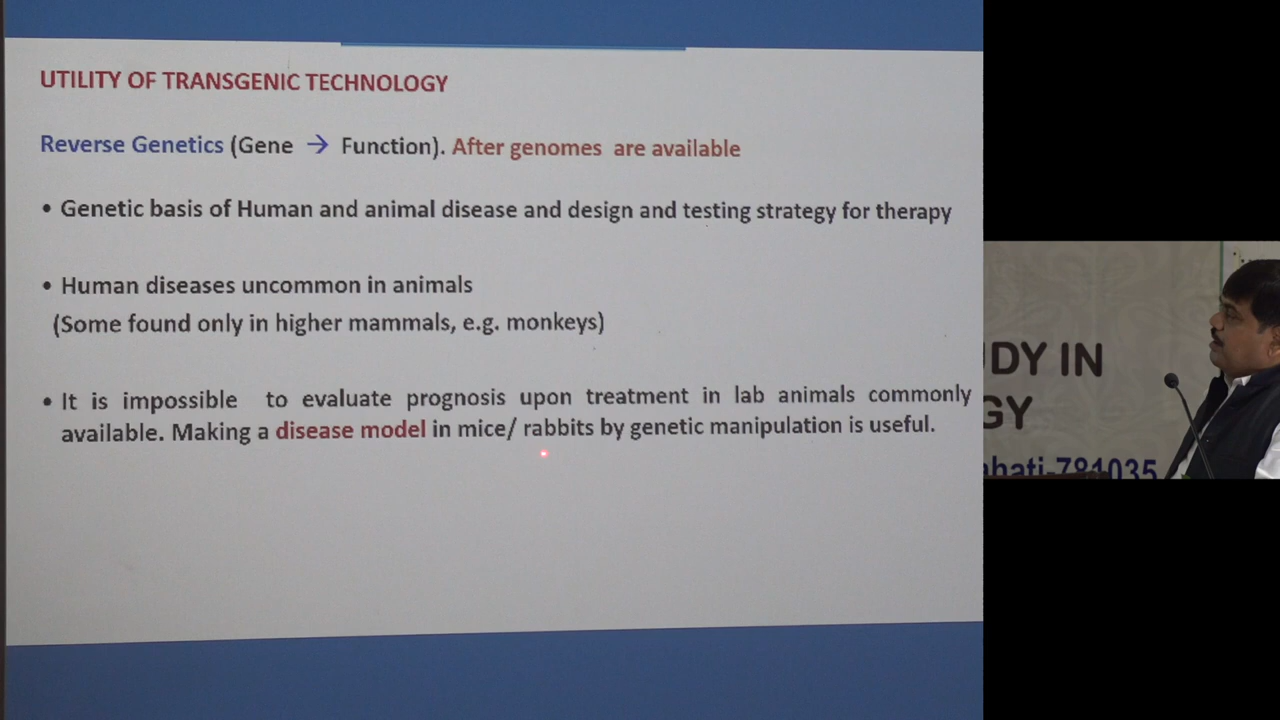 UTILITY OF TRANSGENIC TECHNOLOGY
Reverse Genetics (Gene → Function). After genomes are available
• Genetic basis of Human and animal disease and design and testing strategy for therapy
• Human diseases uncommon in animals
(Some found only in higher mammals, e.g. monkeys)
• It is impossible to evaluate prognosis upon treatment in lab animals commonly
available. Making a disease model in mice/ rabbits by genetic manipulation is useful.
DY IN
GY
ahati-781035